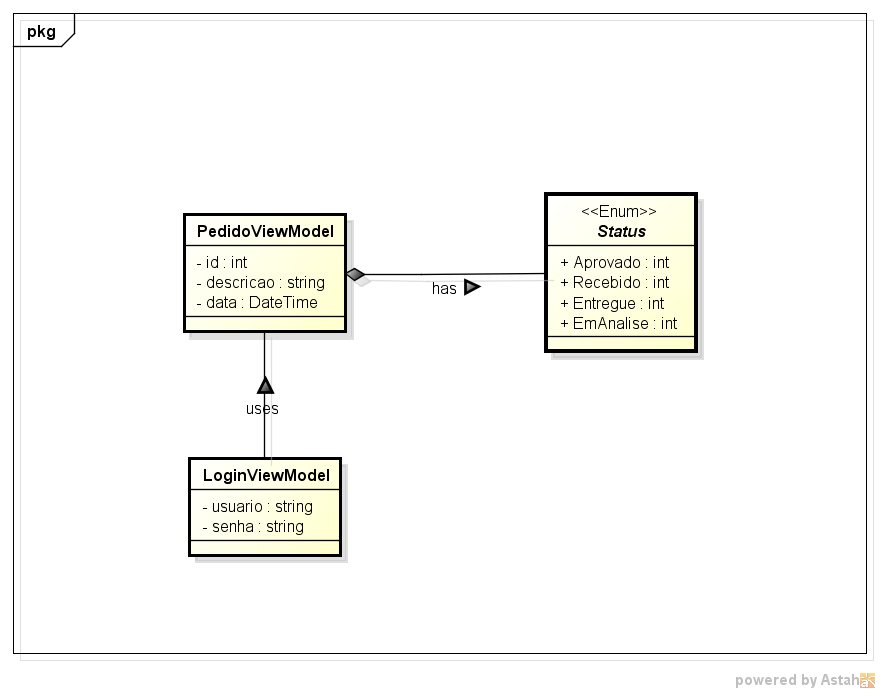 pkg
PedidoViewModel
- id : int
- descricao : string
- data : DateTime
<<Enum>>
Status
+ Aprovado : int
+ Recebido : int
+ Entregue : int
+ EmAnalise : int
has
uses
LoginViewModel
- usuario : string
- senha : string
powered by Astah